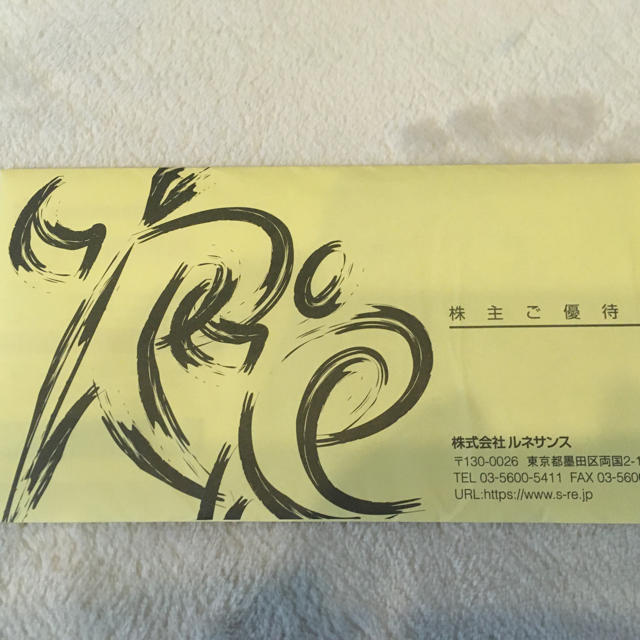 株主ご優待
株式会社 ルネサンス
〒130-0026 東京都墨田区両国2-1
TEL 03-5600-5411 FAX 03-5600
URL:https://www.s-re.jp